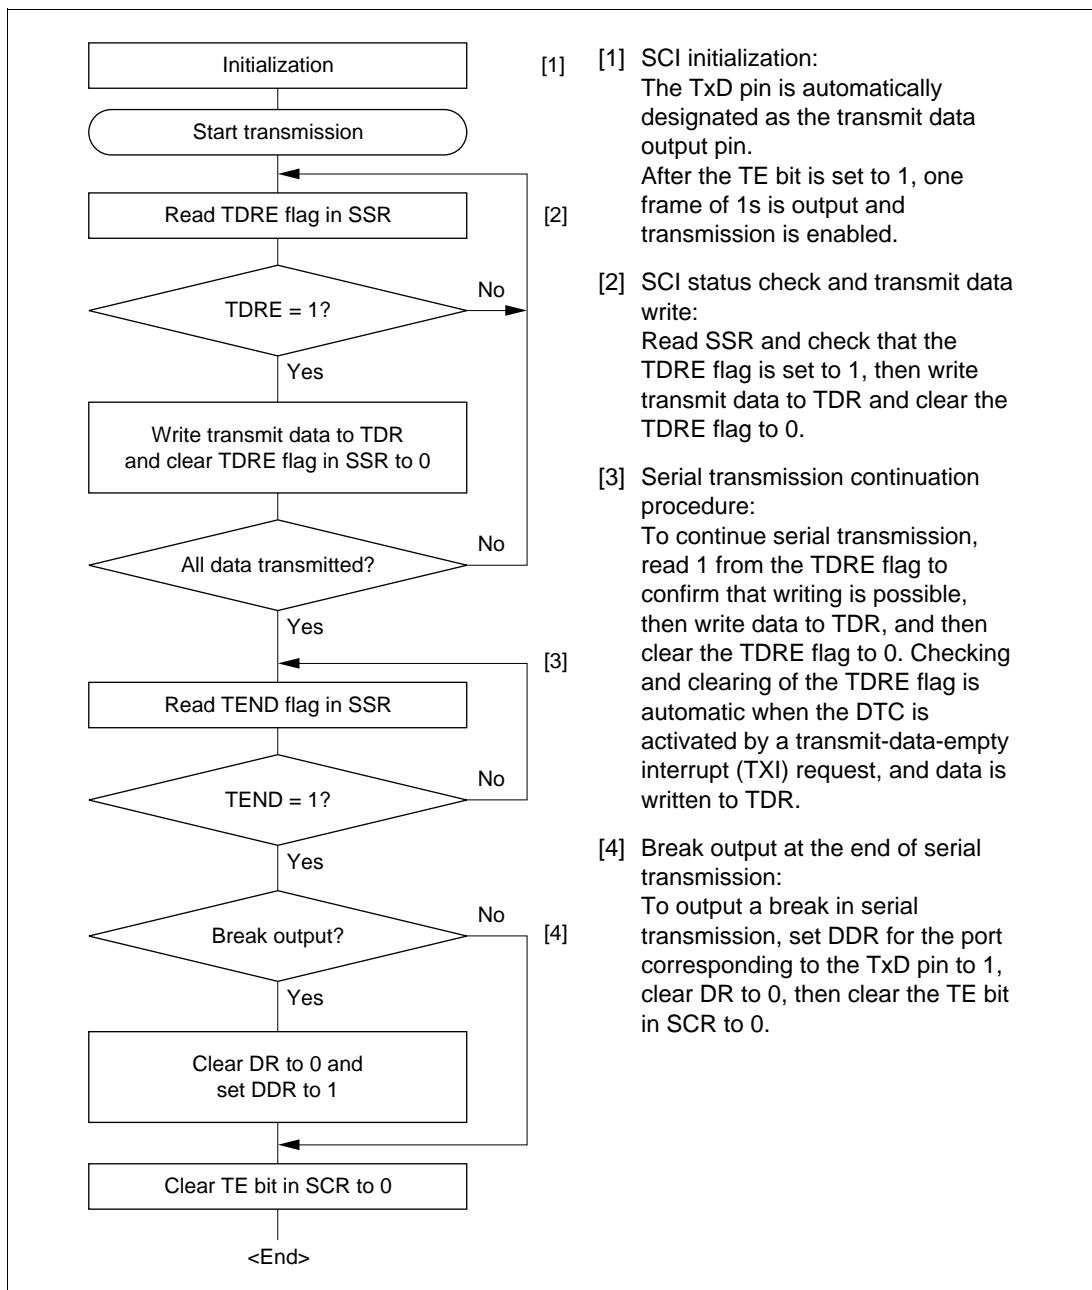 Initialization
[1]
Start transmission
Read TDRE flag in SSR
[2]
TDRE = 1?
No
Yes
Write transmit data to TDR
and clear TDRE flag in SSR to 0
All data transmitted?
No
Yes
[3]
Read TEND flag in SSR
TEND = 1?
No
Yes
Break output?
No
[4]
Yes
Clear DR to 0 and
set DDR to 1
Clear TE bit in SCR to 0
<End>
[1] SCI initialization:
The TxD pin is automatically
designated as the transmit data
output pin.
After the TE bit is set to 1, one
frame of 1s is output and
transmission is enabled.
[2] SCI status check and transmit data
write:
Read SSR and check that the
TDRE flag is set to 1, then write
transmit data to TDR and clear the
TDRE flag to 0.
[3] Serial transmission continuation
procedure:
To continue serial transmission,
read 1 from the TDRE flag to
confirm that writing is possible,
then write data to TDR, and then
clear the TDRE flag to 0. Checking
and clearing of the TDRE flag is
automatic when the DTC is
activated by a transmit-data-empty
interrupt (TXI) request, and data is
written to TDR.
[4] Break output at the end of serial
transmission:
To output a break in serial
transmission, set DDR for the port
corresponding to the TxD pin to 1,
clear DR to 0, then clear the TE bit
in SCR to 0.